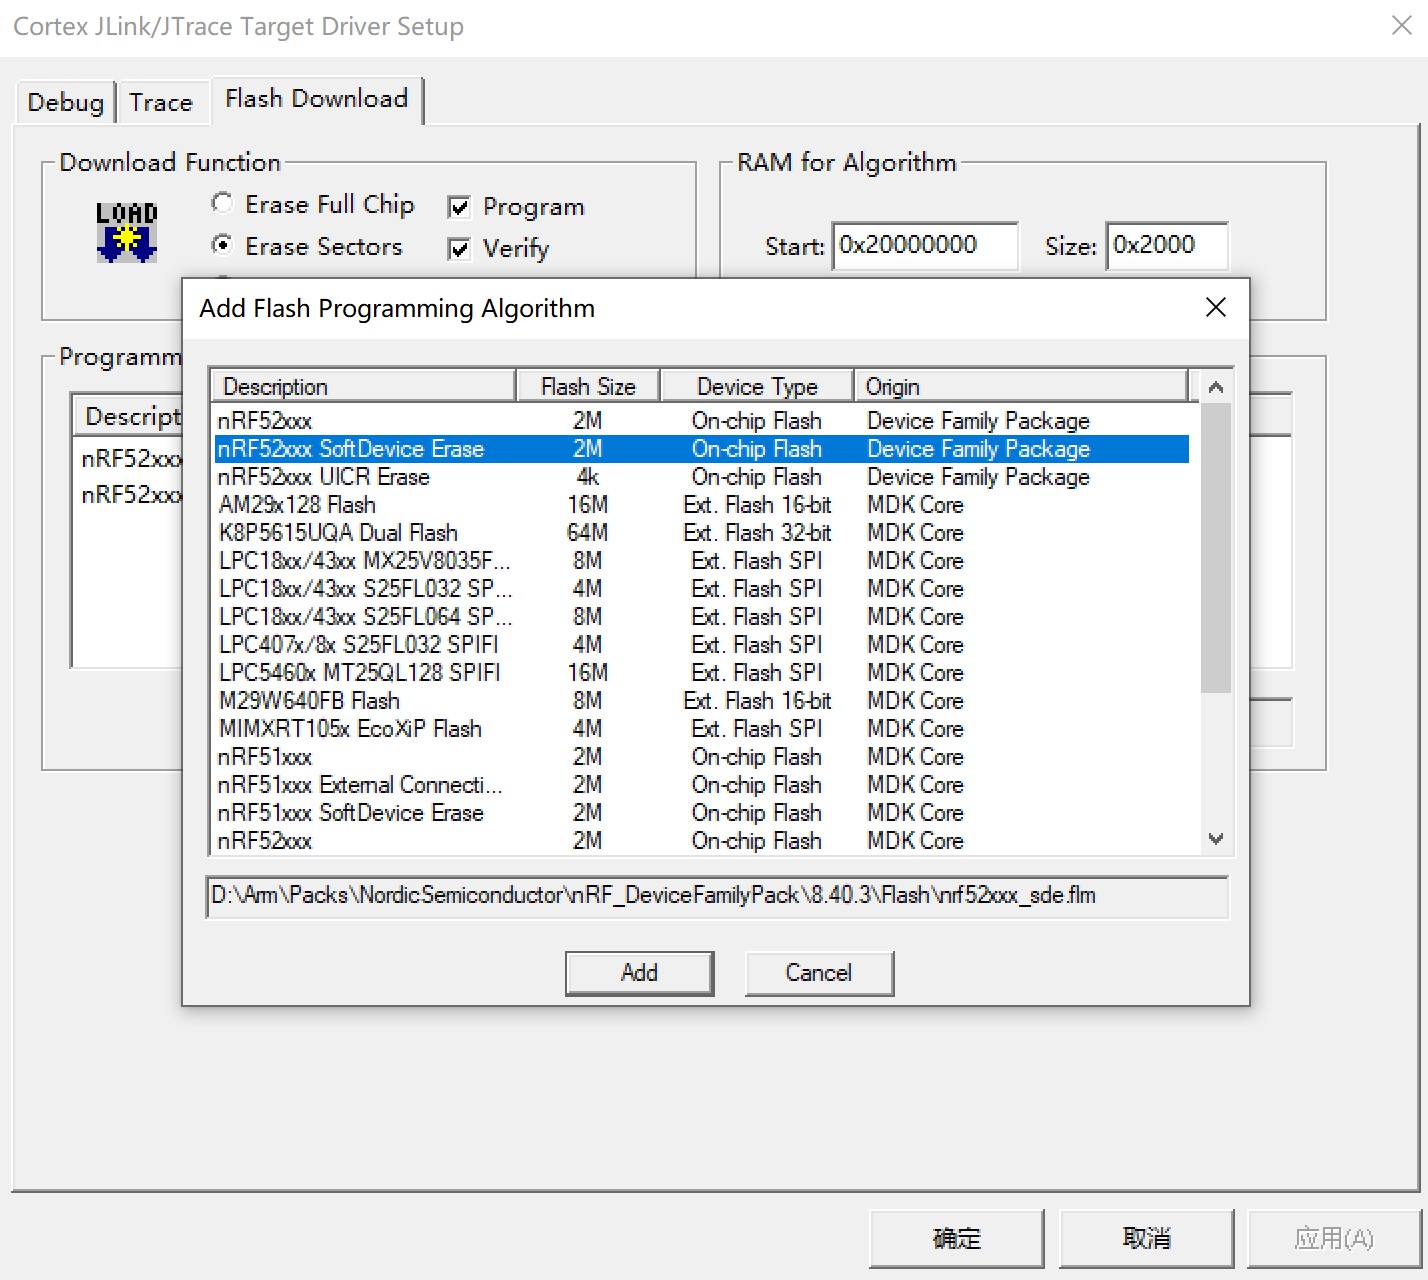 Cortex JLink/JTrace Target Driver Setup
Debug Trace Flash Download
Download Function
LOAD
Erase Full Chip
Program
Erase Sectors
Verify
RAM for Algorithm
Start: 0x20000000 Size: 0x2000
Programm
Descript
nRF52xxx
nRF52xxx
Add Flash Programming Algorithm
Description Flash Size Device Type Origin
nRF52xxx 2M On-chip Flash Device Family Package
nRF52xxx SoftDevice Erase 2M On-chip Flash Device Family Package
nRF52xxx UICR Erase 4k On-chip Flash Device Family Package
AM29x128 Flash 16M Ext. Flash 16-bit MDK Core
K8P5615UQA Dual Flash 64M Ext. Flash 32-bit MDK Core
LPC18xx/43xx MX25V8035F... 8M Ext. Flash SPI MDK Core
LPC18xx/43xx S25FL032 SP... 4M Ext. Flash SPI MDK Core
LPC18xx/43xx S25FL064 SP... 8M Ext. Flash SPI MDK Core
LPC407x/8x S25FL032 SPIFI 4M Ext. Flash SPI MDK Core
LPC5460x MT25QL128 SPIFI 16M Ext. Flash SPI MDK Core
M29W640FB Flash 8M Ext. Flash 16-bit MDK Core
MIMXRT105x EcoXiP Flash 4M Ext. Flash SPI MDK Core
nRF51xxx 2M On-chip Flash MDK Core
nRF51xxx External Connecti... 2M On-chip Flash MDK Core
nRF51xxx SoftDevice Erase 2M On-chip Flash MDK Core
nRF52xxx 2M On-chip Flash MDK Core
D:\Arm\Packs\NordicSemiconductor\nRF_DeviceFamilyPack\8.40.3\Flash\nrf52xxx_sde.flm
Add Cancel
确定 取消 应用(A)